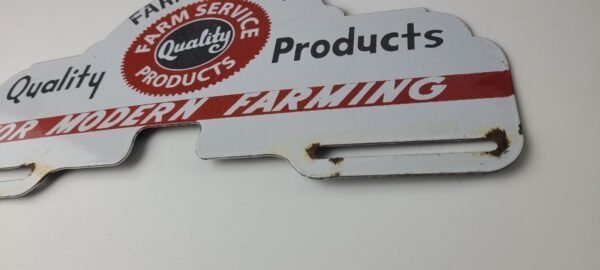 FARM SERVICE
Quality
PRODUCTS
Quality Products
MODERN FARMING